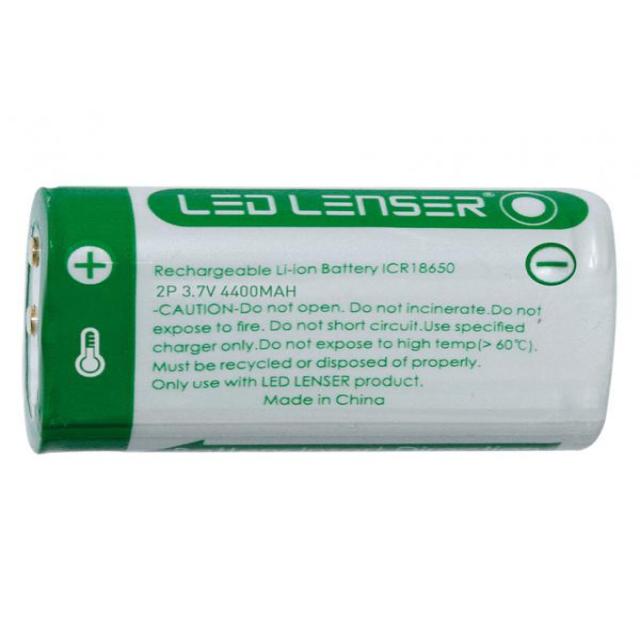 LED LENSER®
Rechargeable Li-ion Battery ICR18650
2P 3.7V 4400MAH
-CAUTION-Do not open. Do not incinerate.Do not
expose to fire. Do not short circuit.Use specified
charger only.Do not expose to high temp(> 60℃).
Must be recycled or disposed of properly.
Only use with LED LENSER product.
Made in China